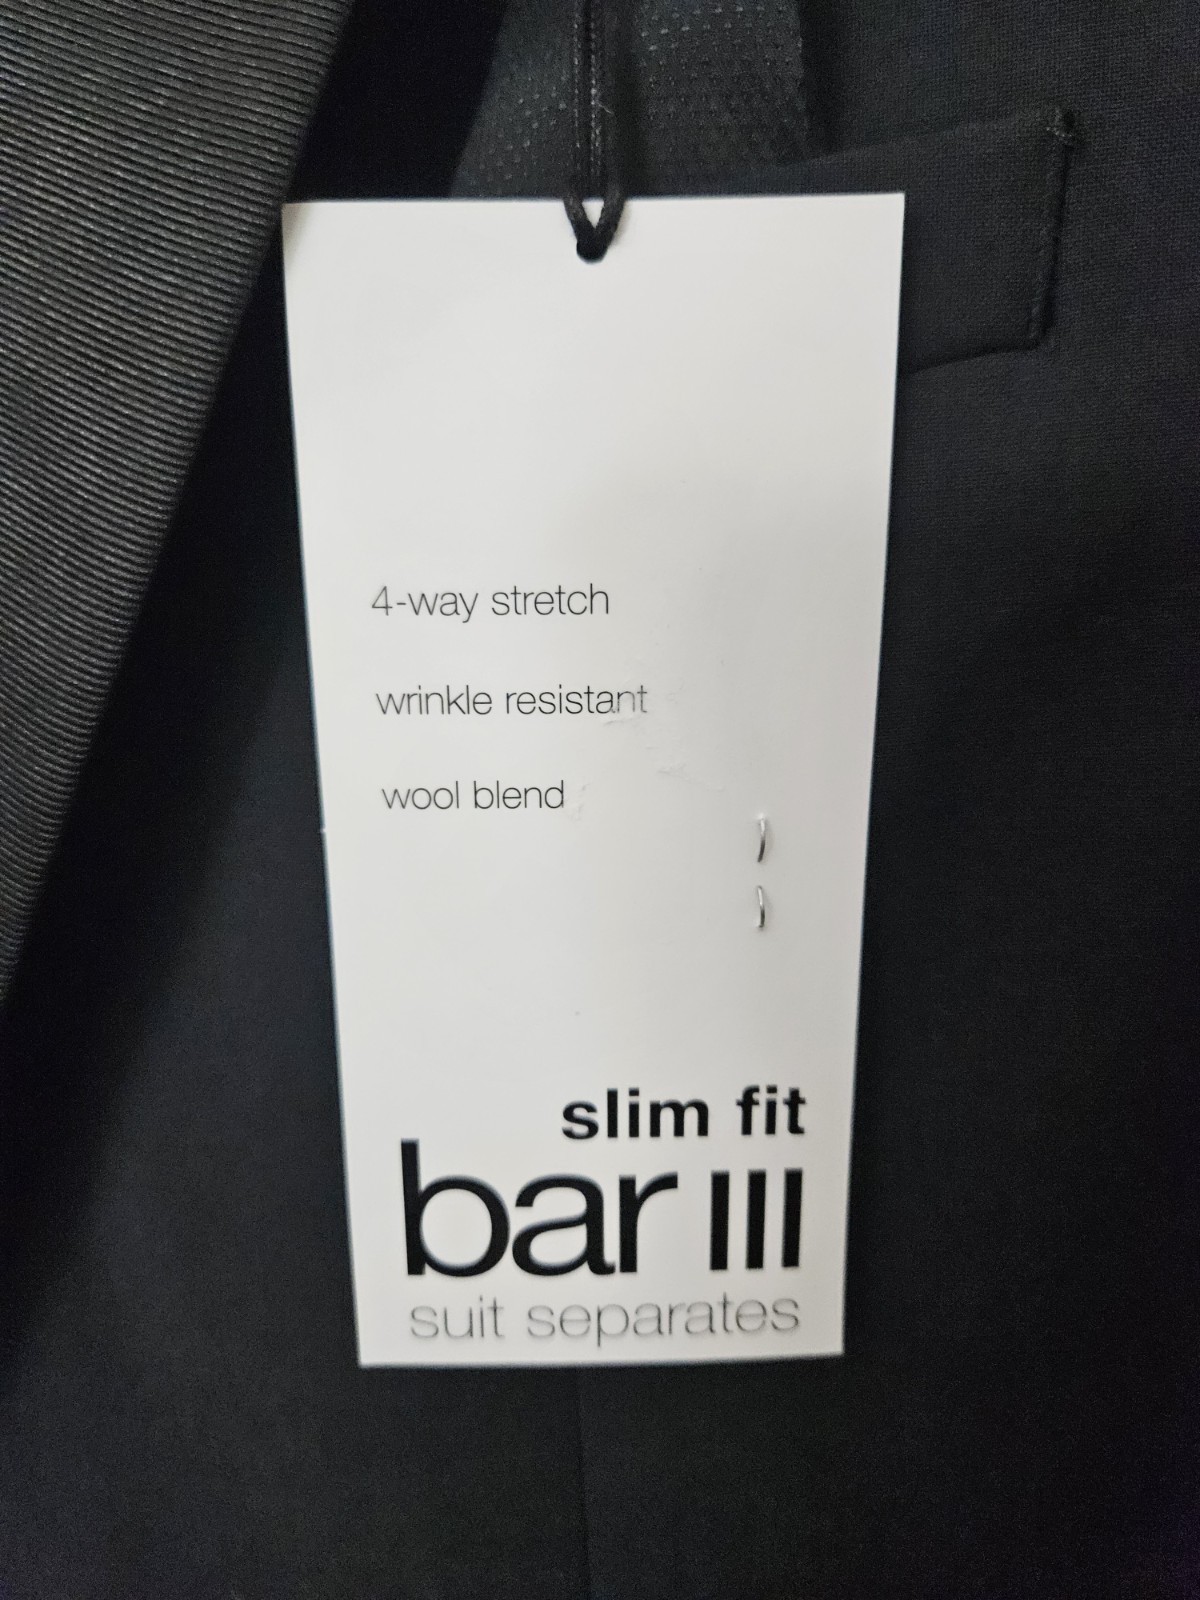 4-way stretch
wrinkle resistant
wool blend
slim fit
bar III
suit separates